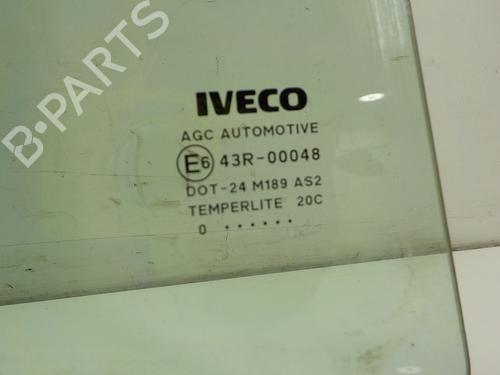 IVECO
AGC AUTOMOTIVE
E6 43R-00048
DOT-24 M189 AS2
TEMPERLITE 20C
0 ......
B-PARTS